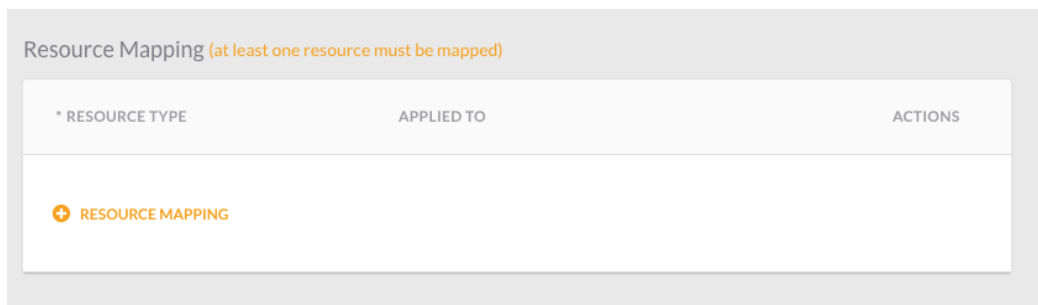 Resource Mapping (at least one resource must be mapped)
* RESOURCE TYPE APPLIED TO ACTIONS
RESOURCE MAPPING